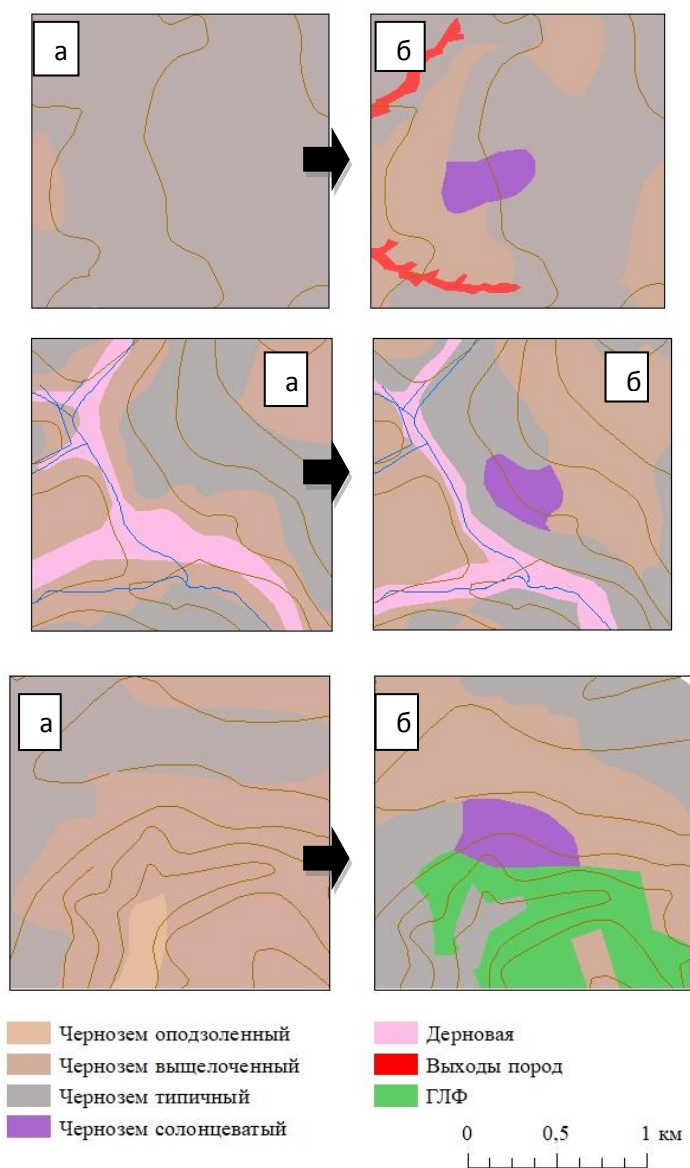 а
б
а
б
а
б
Чернозем оподзоленный
Чернозем выщелоченный
Чернозем типичный
Чернозем солонцеватый
Дерновая
Выходы пород
ГЛФ
0 0,5 1 км